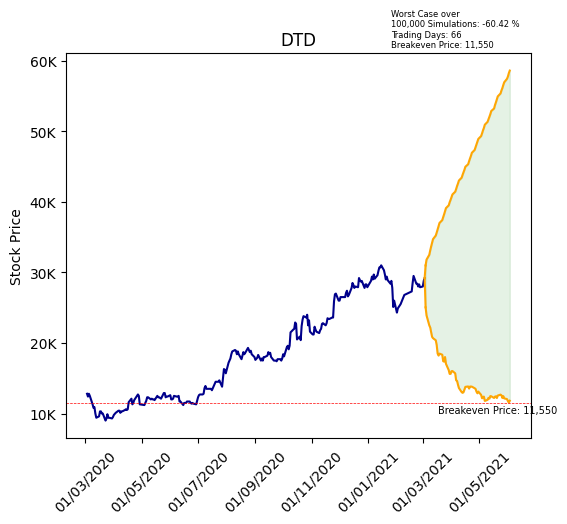 Worst Case over
100,000 Simulations: -60.42 %
Trading Days: 66
Breakeven Price: 11,550
DTD
60K
50K
40K
30K
20K
10K
Stock Price
Breakeven Price: 11,550
01/03/2020
01/05/2020
01/07/2020
01/09/2020
01/11/2020
01/01/2021
01/03/2021
01/05/2021